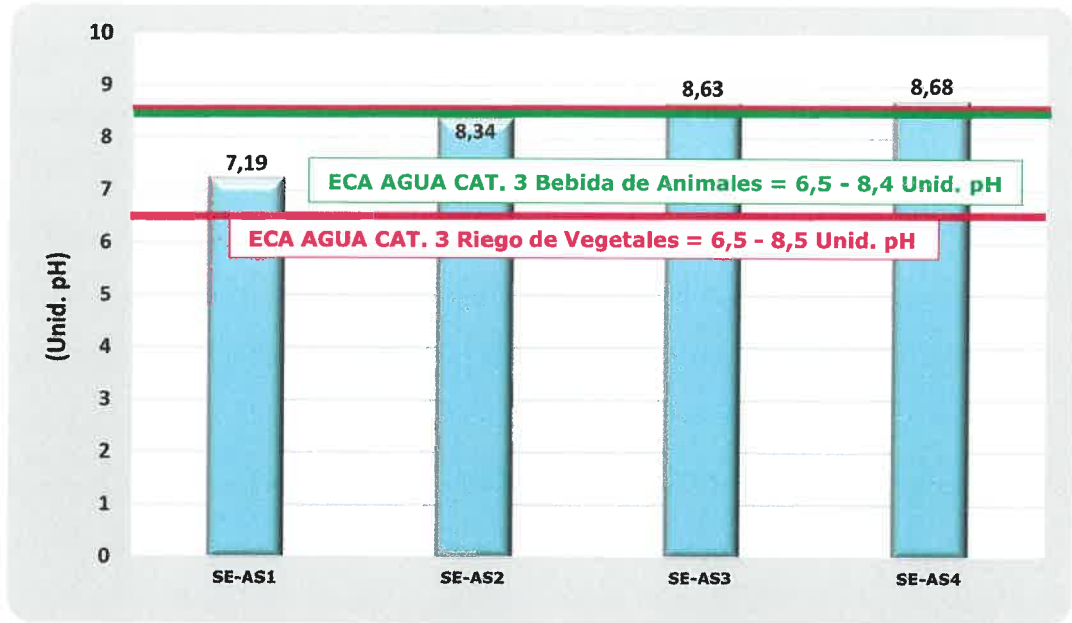 10
9
8
7
6
5
4
3
2
1
0
(Unid. pH)
7,19
8,34
8,63
8,68
ECA AGUA CAT. 3 Bebida de Animales = 6,5 - 8,4 Unid. pH
ECA AGUA CAT. 3 Riego de Vegetales = 6,5 - 8,5 Unid. pH
SE-AS1
SE-AS2
SE-AS3
SE-AS4